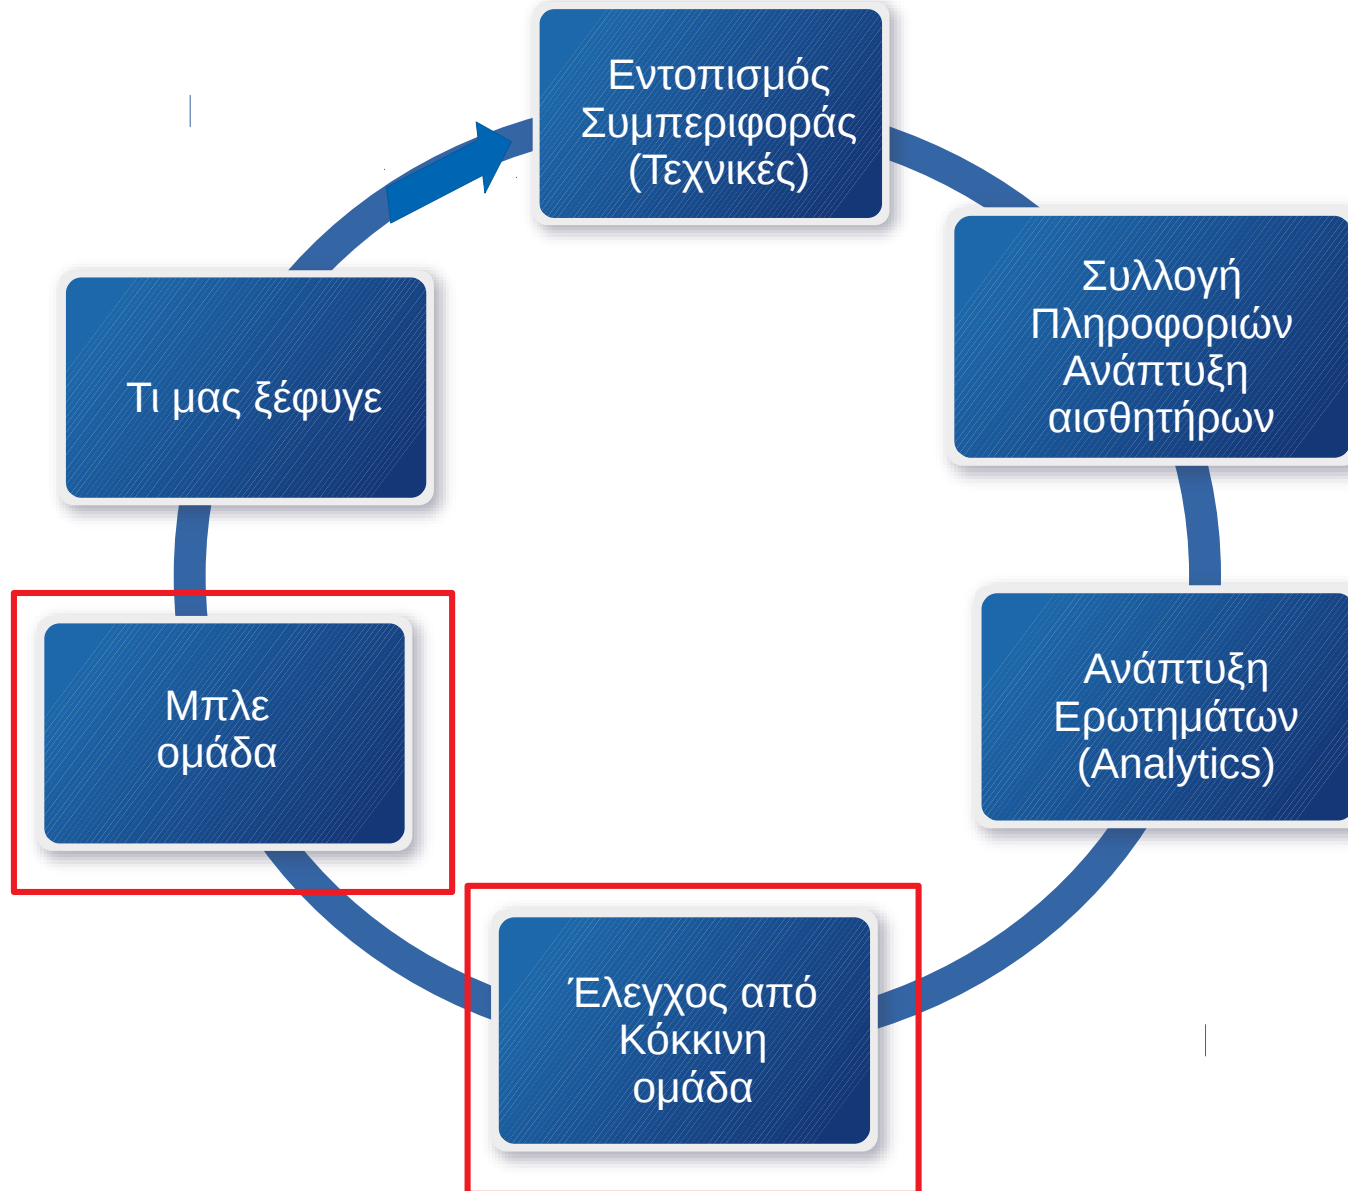 Εντοπισμός
Συμπεριφοράς
(Τεχνικές)
Συλλογή
Πληροφοριών
Ανάπτυξη
αισθητήρων
Ανάπτυξη
Ερωτημάτων
(Analytics)
Έλεγχος από
Κόκκινη
ομάδα
Μπλε
ομάδα
Τι μας ξέφυγε